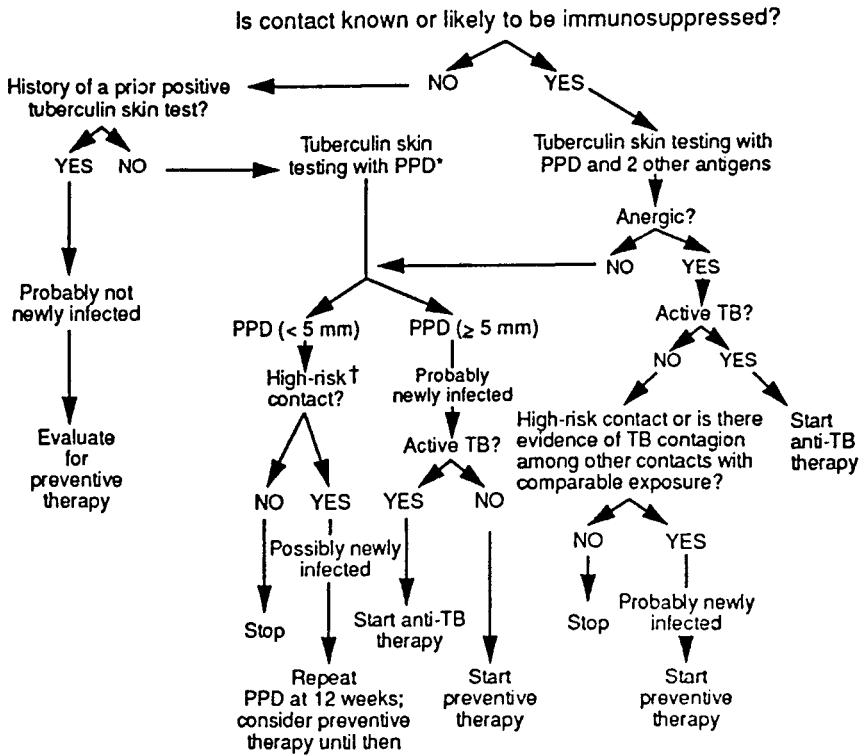 Is contact known or likely to be immunosuppressed?
NO
YES
History of a prior positive
tuberculin skin test?
YES
NO
Tuberculin skin
testing with PPD*
Tuberculin skin testing with
PPD and 2 other antigens
Anergic?
NO
YES
Probably not
newly infected
PPD (< 5 mm)
PPD (≥ 5 mm)
Active TB?
NO
YES
High-risk†
contact?
Probably
newly infected
Evaluate
for
preventive
therapy
Active TB?
High-risk contact or is there
evidence of TB contagion
among other contacts with
comparable exposure?
Start
anti-TB
therapy
NO
YES
YES
NO
NO
YES
Possibly newly
infected
Stop
Start anti-TB
therapy
Stop
Probably newly
infected
Repeat
PPD at 12 weeks;
consider preventive
therapy until then
Start
preventive
therapy
Start
preventive
therapy